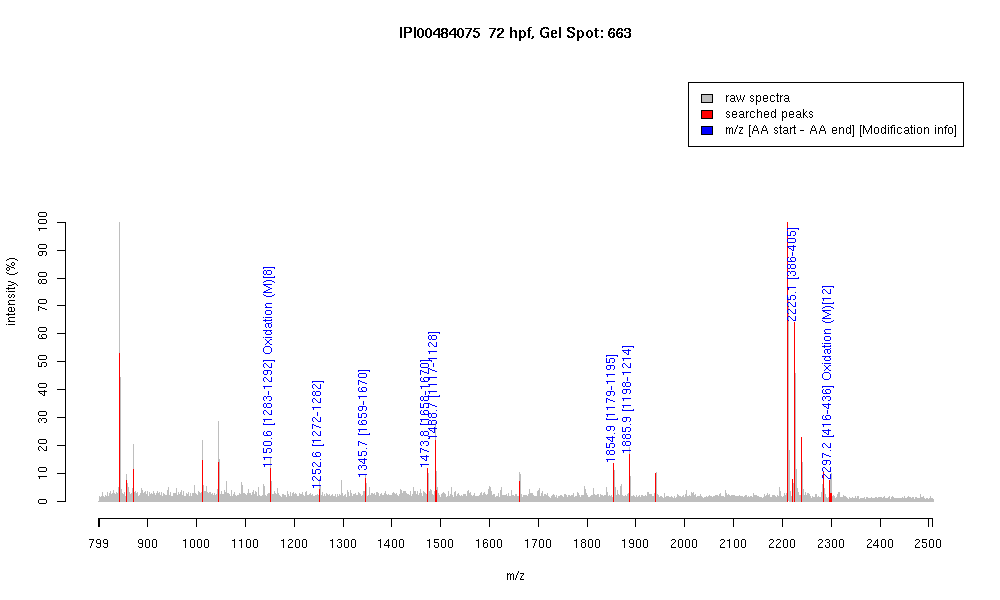 IPI00484075 72 hpf, Gel Spot: 663
raw spectra
searched peaks
m/z [AA start - AA end] [Modification info]
intensity (%)
100
90
80
70
60
50
40
30
20
10
0
1150.6 [1283-1292] Oxidation (M)[8]
1252.6 [1272-1282]
1345.7 [1659-1670]
1473.8 [1658-1670]
1488.7 [1117-1128]
1854.9 [1179-1195]
1885.9 [1198-1214]
2225.1 [386-405]
2297.2 [416-436] Oxidation (M)[12]
799 900 1000 1100 1200 1300 1400 1500 1600 1700 1800 1900 2000 2100 2200 2300 2400 2500
m/z